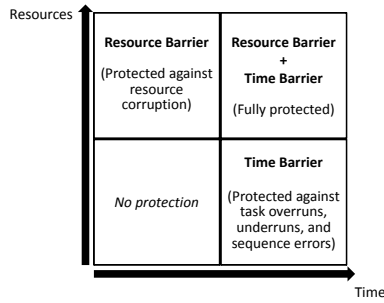 Resources
Resource Barrier
(Protected against
resource
corruption)
Resource Barrier
+
Time Barrier
(Fully protected)
No protection
Time Barrier
(Protected against
task overruns,
underruns, and
sequence errors)
Time